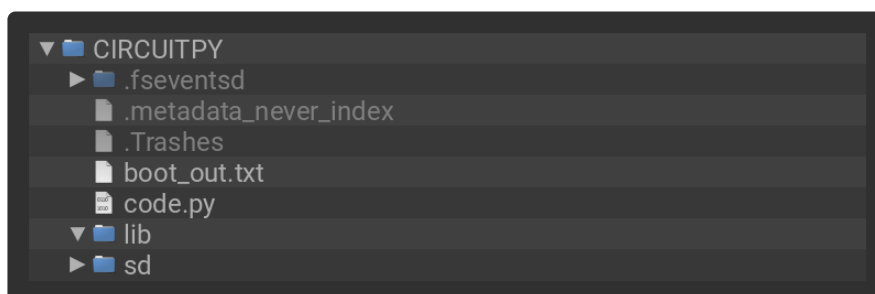 CIRCUITPY
.fseventsd
.metadata_never_index
.Trashes
boot_out.txt
code.py
lib
sd